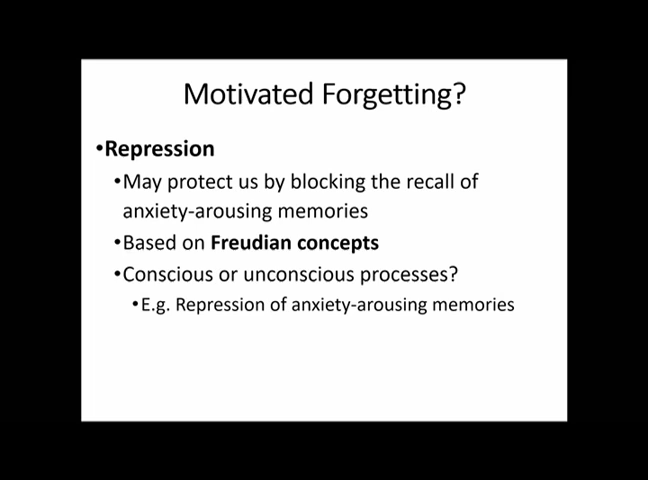 Motivated Forgetting?
•Repression
•May protect us by blocking the recall of
anxiety-arousing memories
•Based on Freudian concepts
•Conscious or unconscious processes?
•E.g. Repression of anxiety-arousing memories